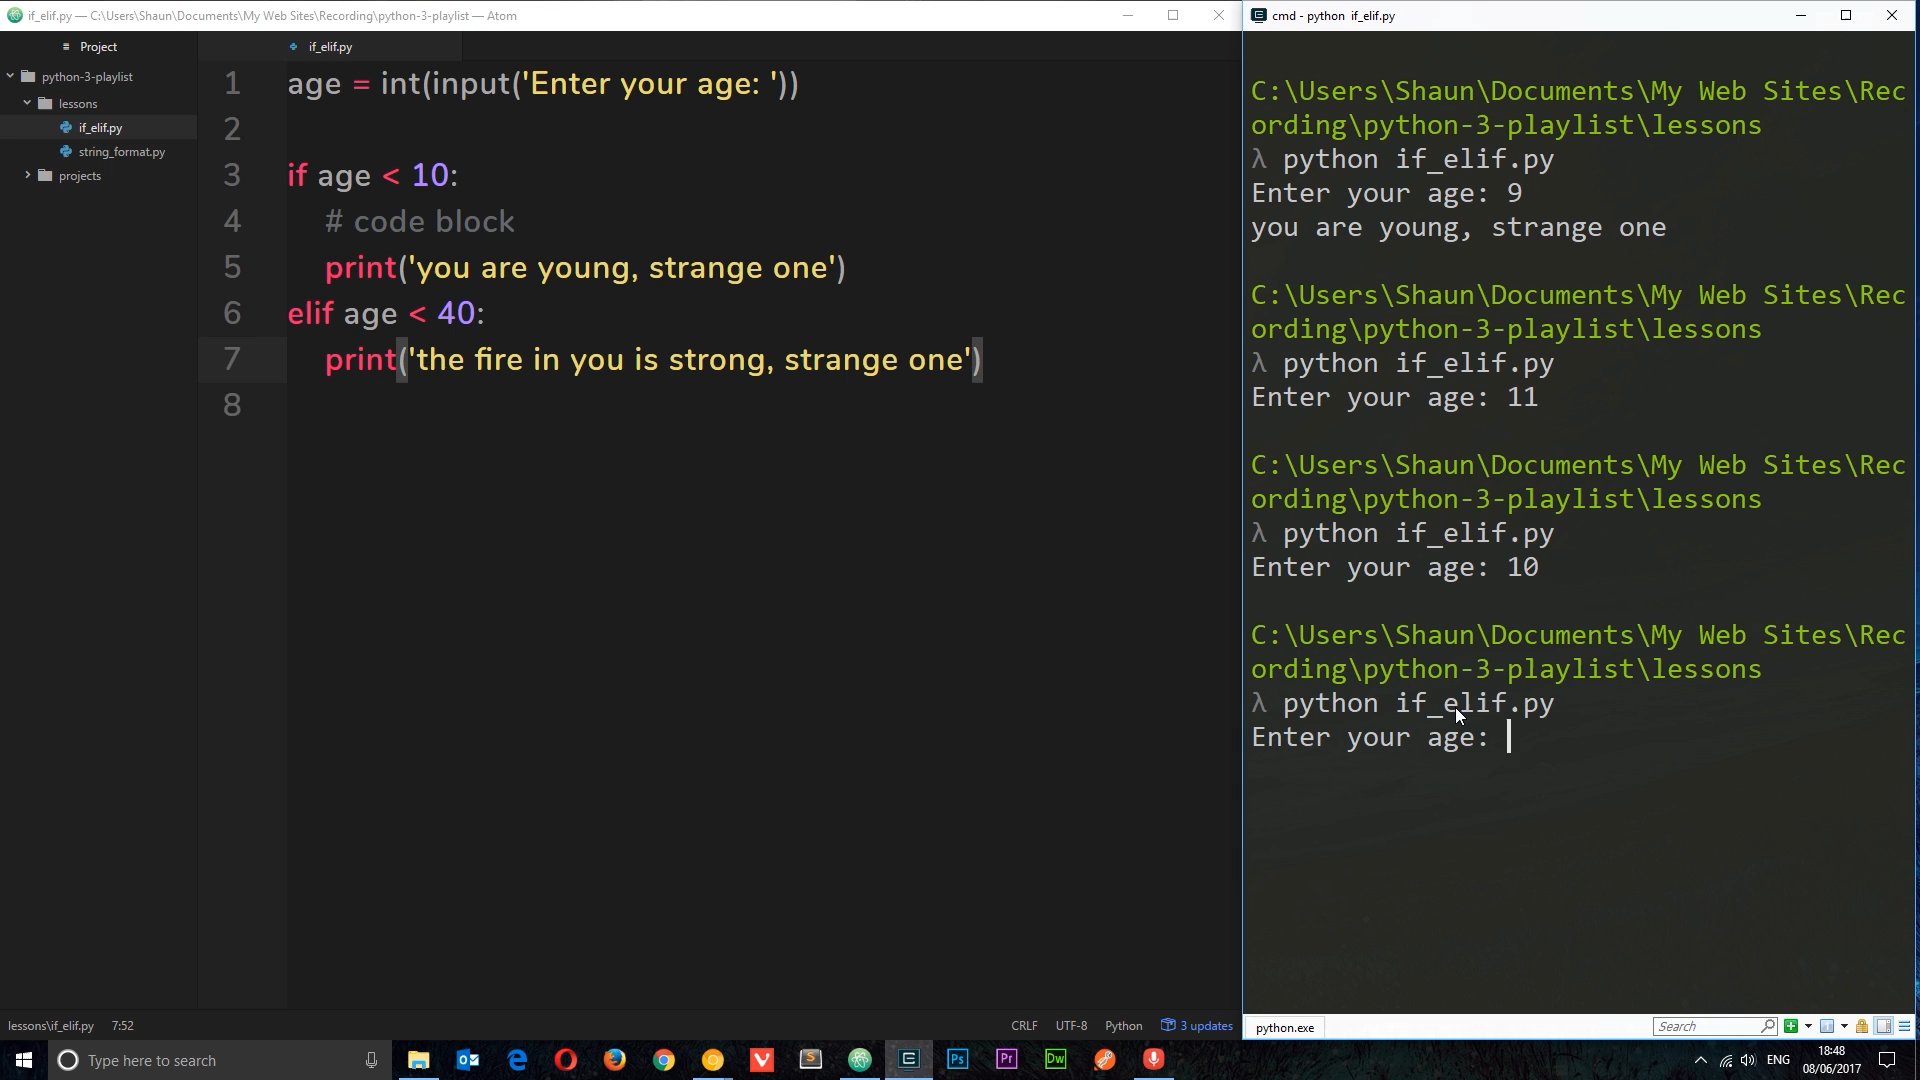 if_elif.py — C:\Users\Shaun\Documents\My Web Sites\Recording\python-3-playlist — Atom
Project
python-3-playlist
lessons
if_elif.py
string_format.py
projects
if_elif.py
1 age = int(input('Enter your age: '))
2
3 if age < 10:
4 # code block
5 print('you are young, strange one')
6 elif age < 40:
7 print('the fire in you is strong, strange one')
8
lessons\if_elif.py 7:52
CRLF UTF-8 Python 3 updates
cmd - python if_elif.py
C:\Users\Shaun\Documents\My Web Sites\Rec
ording\python-3-playlist\lessons
λ python if_elif.py
Enter your age: 9
you are young, strange one
C:\Users\Shaun\Documents\My Web Sites\Rec
ording\python-3-playlist\lessons
λ python if_elif.py
Enter your age: 11
C:\Users\Shaun\Documents\My Web Sites\Rec
ording\python-3-playlist\lessons
λ python if_elif.py
Enter your age: 10
C:\Users\Shaun\Documents\My Web Sites\Rec
ording\python-3-playlist\lessons
λ python if_elif.py
Enter your age:
python.exe
Search
Type here to search
Ps
Pr
Dw
ENG
18:48
08/06/2017